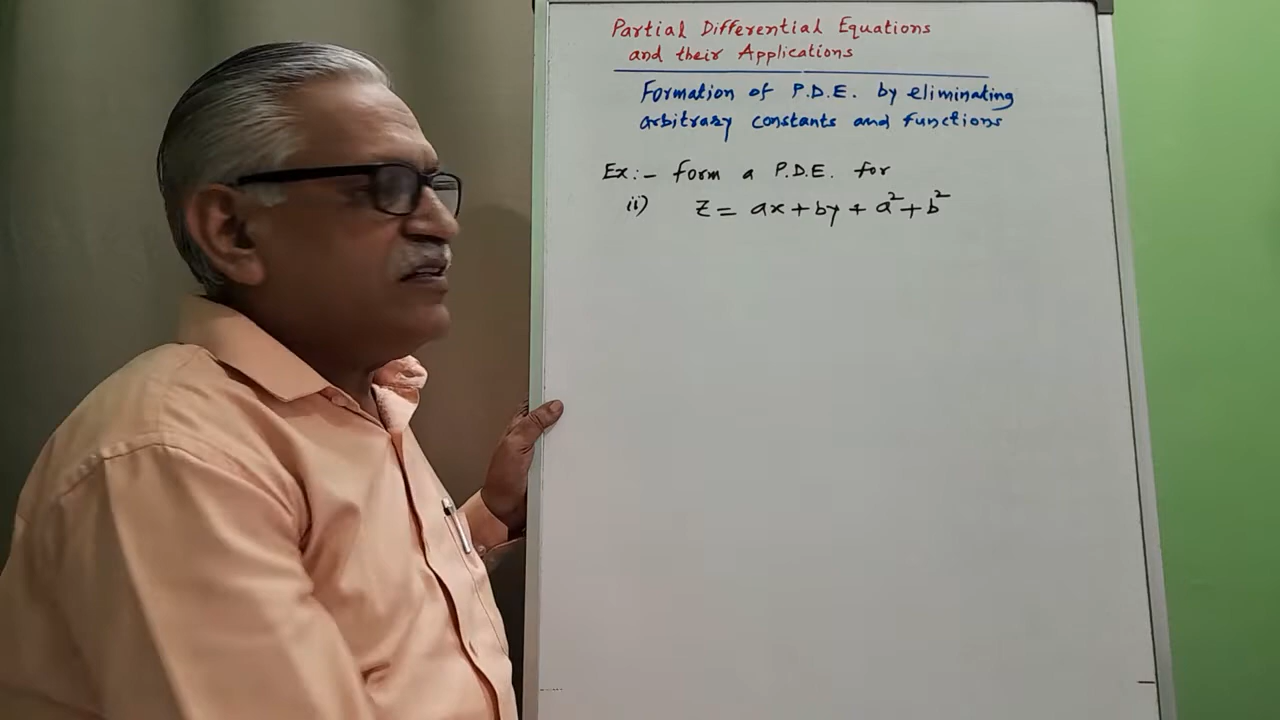 Partial Differential Equations
and their Applications
Formation of P.D.E. by eliminating
arbitrary constants and functions
Ex:- form a P.D.E. for
ii) z = ax + by + a² + b²